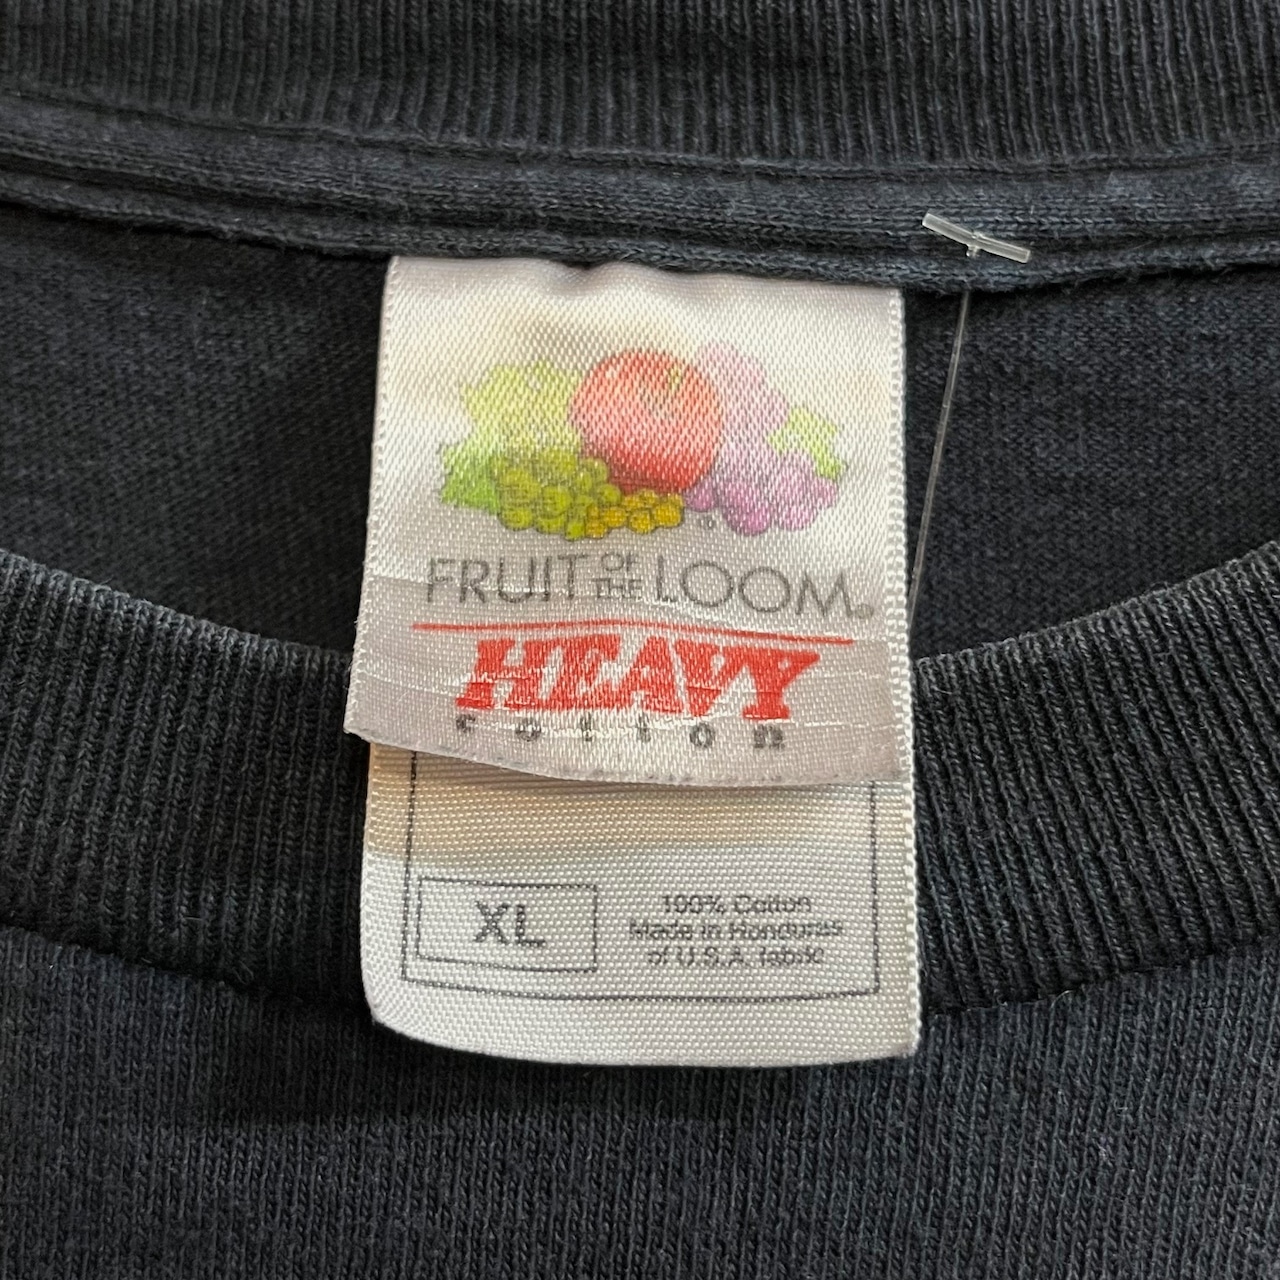 FRUIT OF THE LOOM®
HEAVY
cotton
XL
100% Cotton
Made in Honduras
of U.S.A. fabric